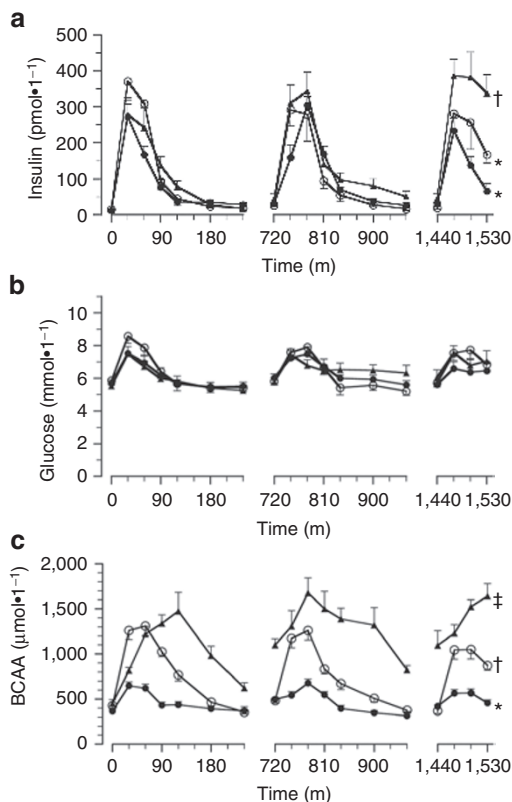 a
500
400
300
200
100
0
Insulin (pmol•1⁻¹)
†
*
*
0 90 180 720 810 900 1,440 1,530
Time (m)
b
10
8
6
4
2
0
Glucose (mmol•1⁻¹)
0 90 180 720 810 900 1,440 1,530
Time (m)
c
2,000
1,500
1,000
500
0
BCAA (μmol•1⁻¹)
‡
†
*
0 90 180 720 810 900 1,440 1,530
Time (m)